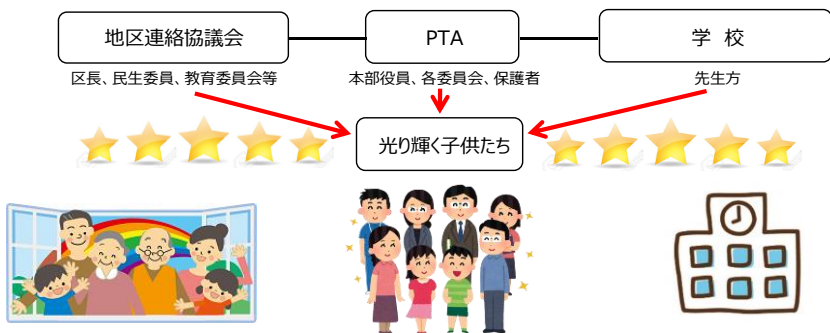 地区連絡協議会
PTA
学 校
区長、民生委員、教育委員会等
本部役員、各委員会、保護者
先生方
光り輝く子供たち